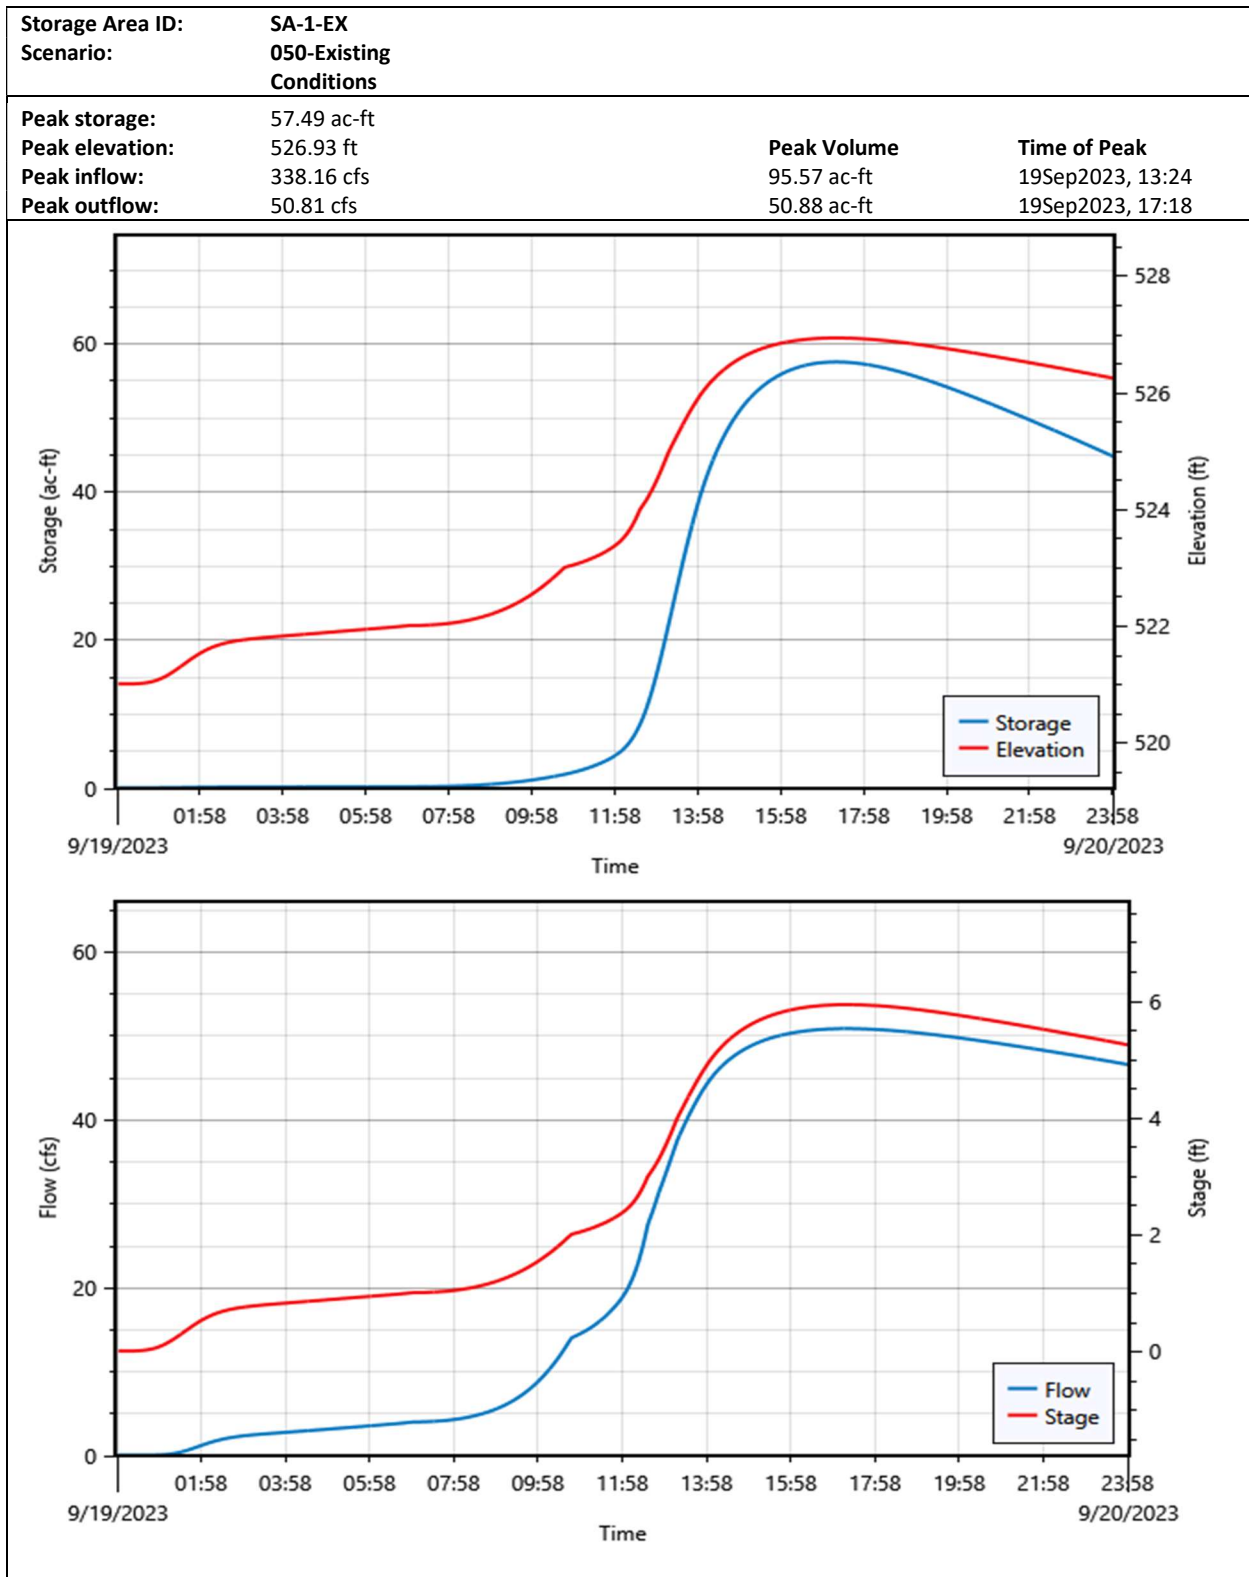 Storage Area ID: SA-1-EX
Scenario: 050-Existing
Conditions
Peak storage: 57.49 ac-ft
Peak elevation: 526.93 ft Peak Volume Time of Peak
Peak inflow: 338.16 cfs 95.57 ac-ft 19Sep2023, 13:24
Peak outflow: 50.81 cfs 50.88 ac-ft 19Sep2023, 17:18
528
60
526
Storage (ac-ft)
Elevation (ft)
40
524
20
522
Storage
Elevation
520
0
01:58 03:58 05:58 07:58 09:58 11:58 13:58 15:58 17:58 19:58 21:58 23:58
9/19/2023 9/20/2023
Time
60
6
40
4
Flow (cfs)
Stage (ft)
2
20
0
Flow
Stage
0
01:58 03:58 05:58 07:58 09:58 11:58 13:58 15:58 17:58 19:58 21:58 23:58
9/19/2023 9/20/2023
Time